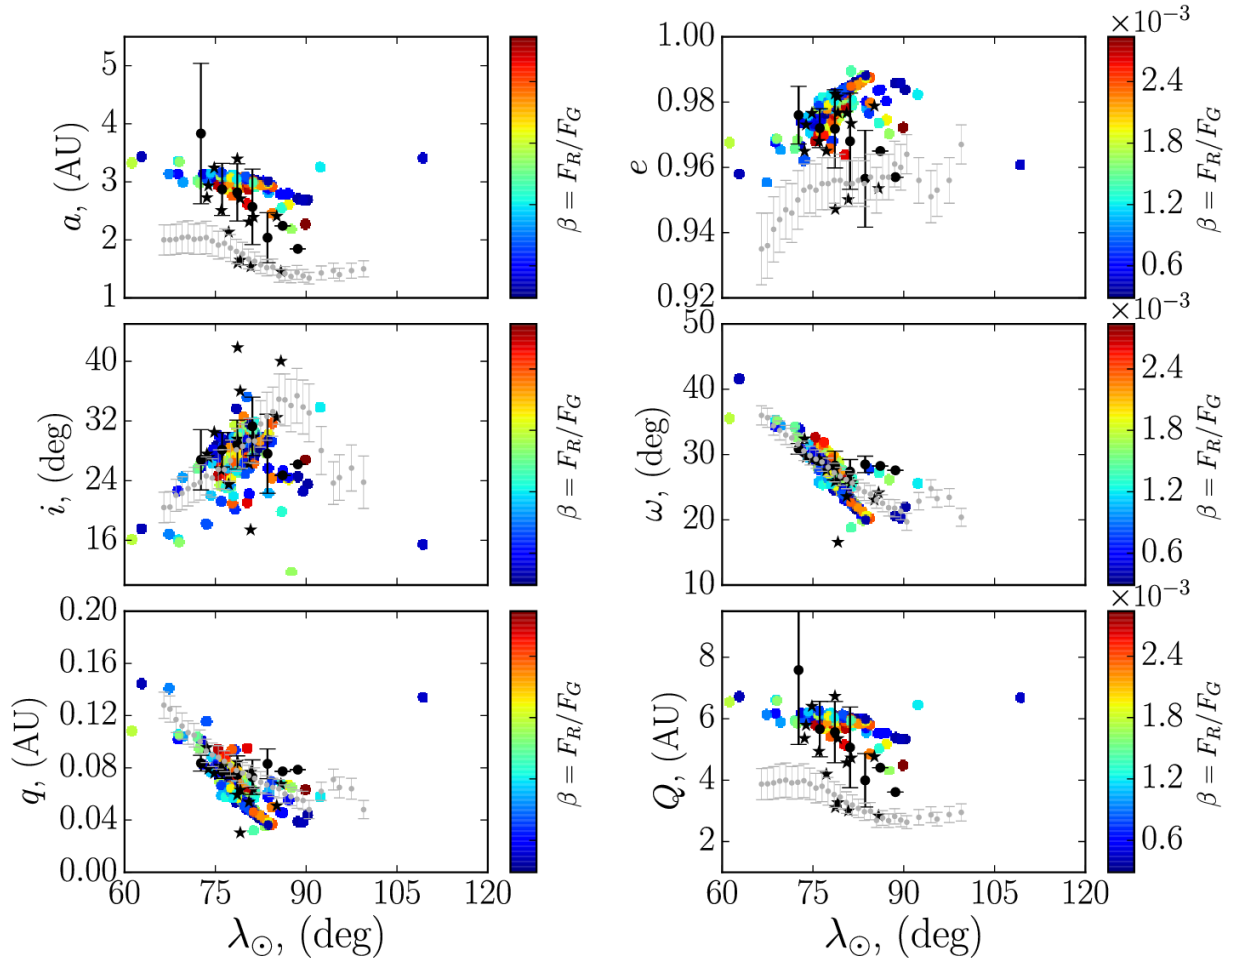 5
4
3
2
1
a, (AU)
β = F_R/F_G
1.00
0.98
0.96
0.94
0.92
e
×10⁻³
2.4
1.8
1.2
0.6
β = F_R/F_G
40
32
24
16
i, (deg)
β = F_R/F_G
50
40
30
20
10
ω, (deg)
×10⁻³
2.4
1.8
1.2
0.6
β = F_R/F_G
0.20
0.16
0.12
0.08
0.04
0.00
q, (AU)
60 75 90 105 120
λ⊙, (deg)
β = F_R/F_G
8
6
4
2
Q, (AU)
60 75 90 105 120
λ⊙, (deg)
×10⁻³
2.4
1.8
1.2
0.6
β = F_R/F_G